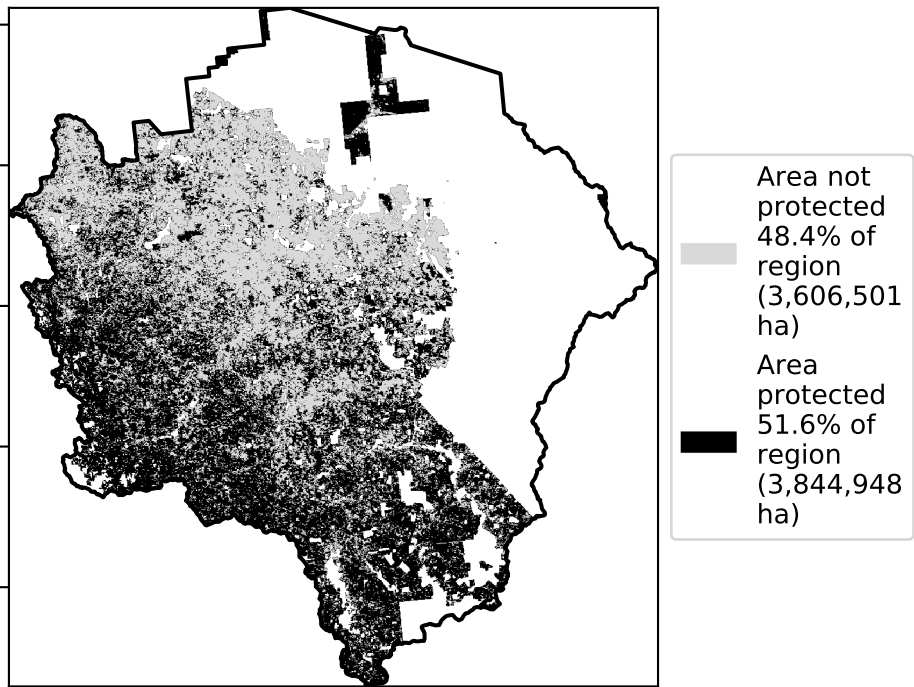 Area not
protected
48.4% of
region
(3,606,501
ha)
Area
protected
51.6% of
region
(3,844,948
ha)